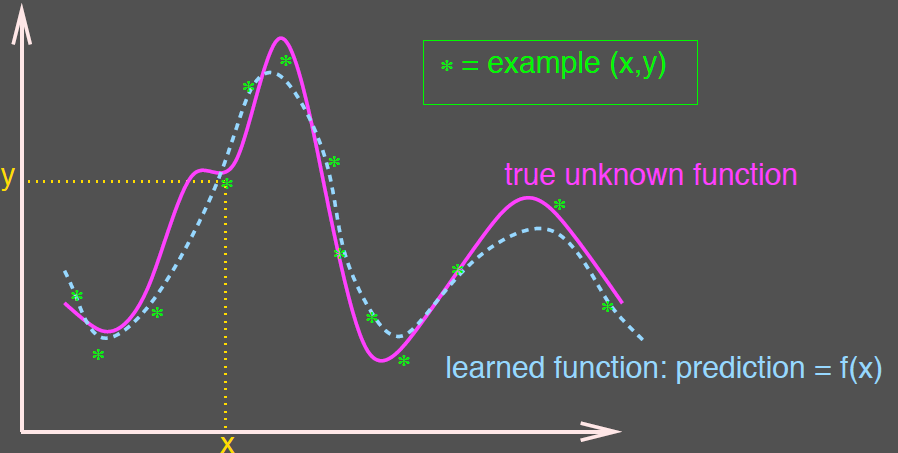 * = example (x,y)
y
true unknown function
learned function: prediction = f(x)
x